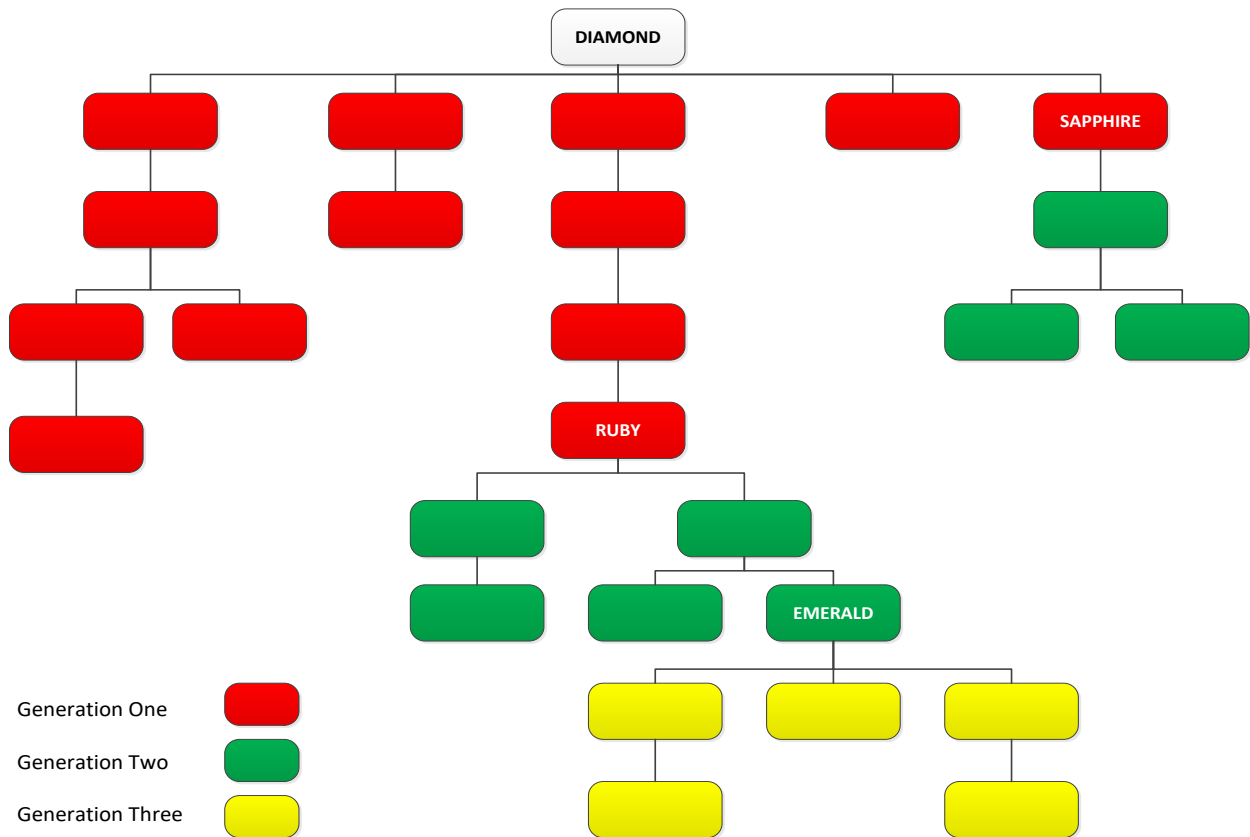 DIAMOND
SAPPHIRE
RUBY
EMERALD
Generation One
Generation Two
Generation Three